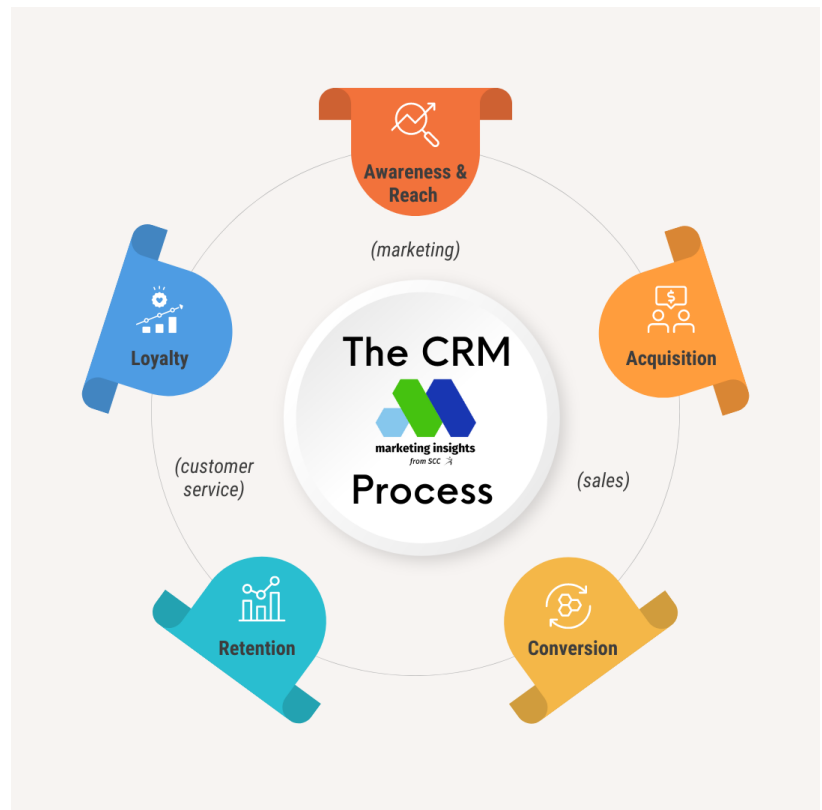 Awareness &
Reach
(marketing)
Acquisition
(sales)
Conversion
Retention
(customer
service)
Loyalty
The CRM
marketing insights
from SCC
Process
$